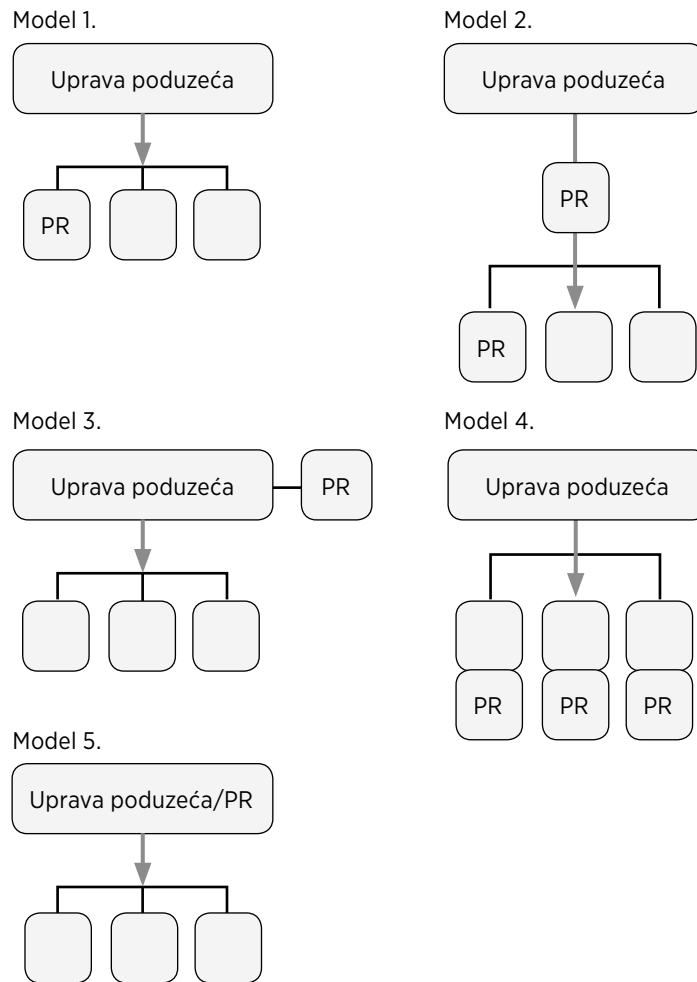 Model 1.
Uprava poduzeća
PR
Model 2.
Uprava poduzeća
PR
PR
Model 3.
Uprava poduzeća
PR
Model 4.
Uprava poduzeća
PR
PR
PR
Model 5.
Uprava poduzeća/PR